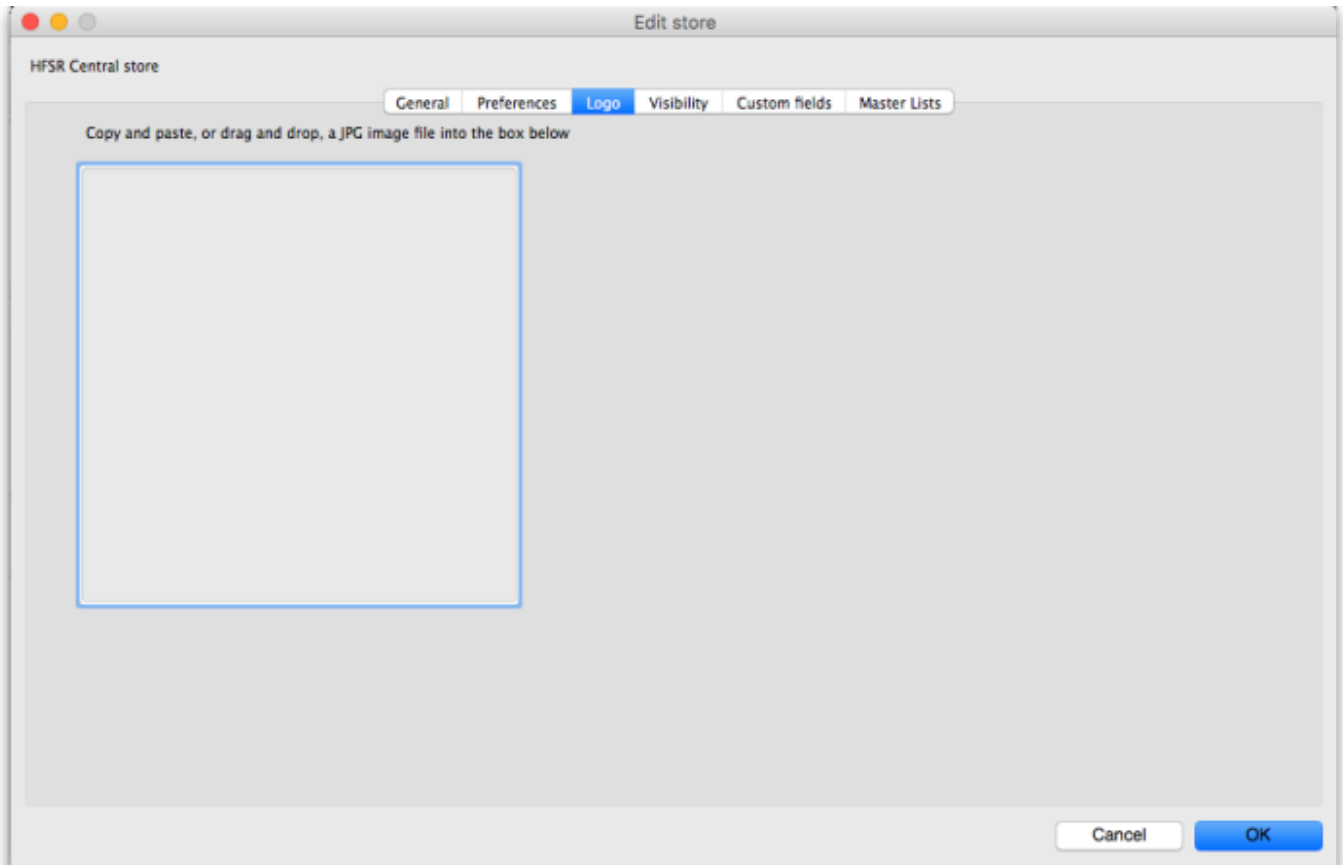 Edit store
HFSR Central store
General Preferences Logo Visibility Custom fields Master Lists
Copy and paste, or drag and drop, a JPG image file into the box below
Cancel OK